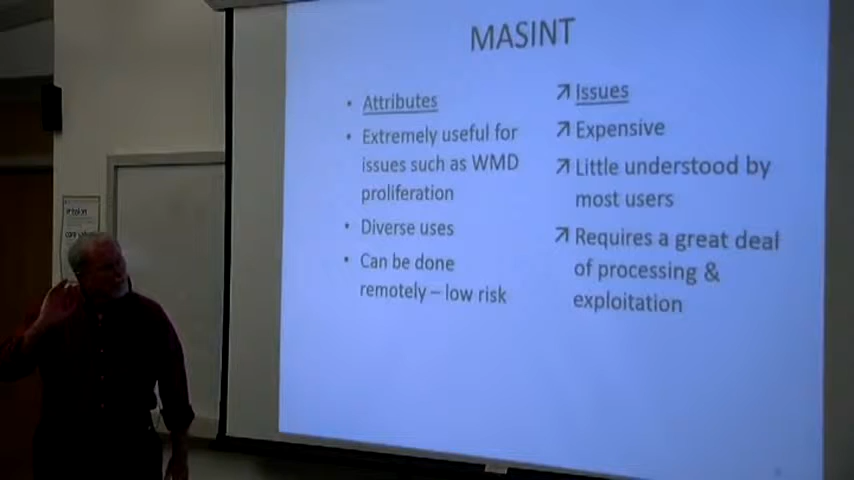 MASINT
• Attributes
• Extremely useful for
issues such as WMD
proliferation
• Diverse uses
• Can be done
remotely – low risk
↗ Issues
↗ Expensive
↗ Little understood by
most users
↗ Requires a great deal
of processing &
exploitation